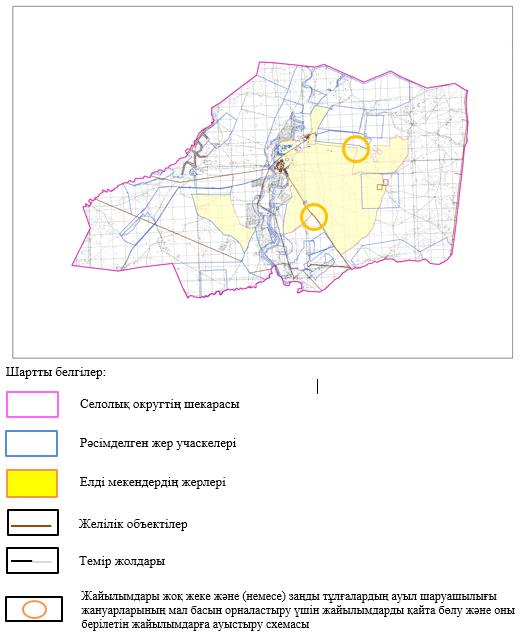 Шартты белгілер:
Селолық округтің шекарасы
Рәсімделген жер учаскелері
Елді мекендердің жерлері
Желілік объектілер
Темір жолдары
Жайылымдары жоқ жеке және (немесе) заңды тұлғалардың ауыл шаруашылығы
жануарларының мал басын орналастыру үшін жайылымдарды қайта бөлу және оны
берілетін жайылымдарға ауыстыру схемасы